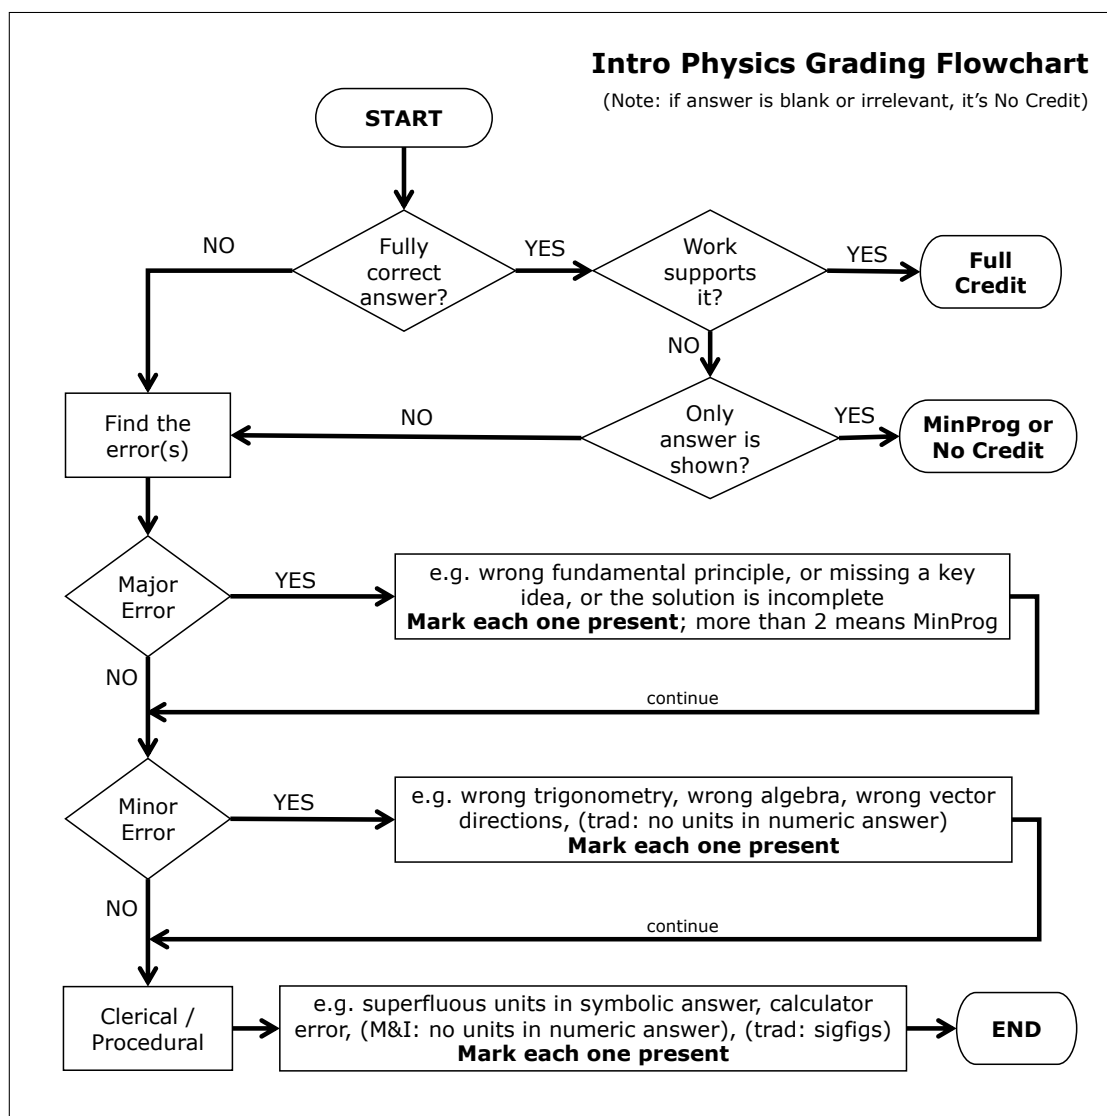 Intro Physics Grading Flowchart
(Note: if answer is blank or irrelevant, it's No Credit)
START
NO
Fully
correct
answer?
YES
Work
supports
it?
YES
Full
Credit
NO
Find the
error(s)
NO
Only
answer is
shown?
YES
MinProg or
No Credit
Major
Error
YES
e.g. wrong fundamental principle, or missing a key
idea, or the solution is incomplete
Mark each one present; more than 2 means MinProg
NO
continue
Minor
Error
YES
e.g. wrong trigonometry, wrong algebra, wrong vector
directions, (trad: no units in numeric answer)
Mark each one present
NO
continue
Clerical /
Procedural
e.g. superfluous units in symbolic answer, calculator
error, (M&I: no units in numeric answer), (trad: sigfigs)
Mark each one present
END